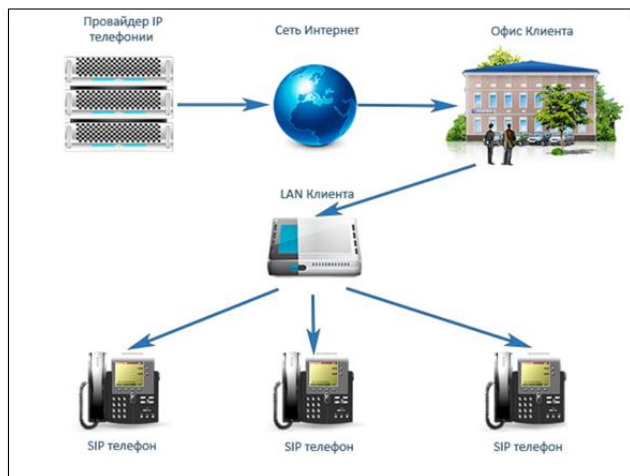 Провайдер IP
телефонии
Сеть Интернет
Офис Клиента
LAN Клиента
SIP телефон
SIP телефон
SIP телефон